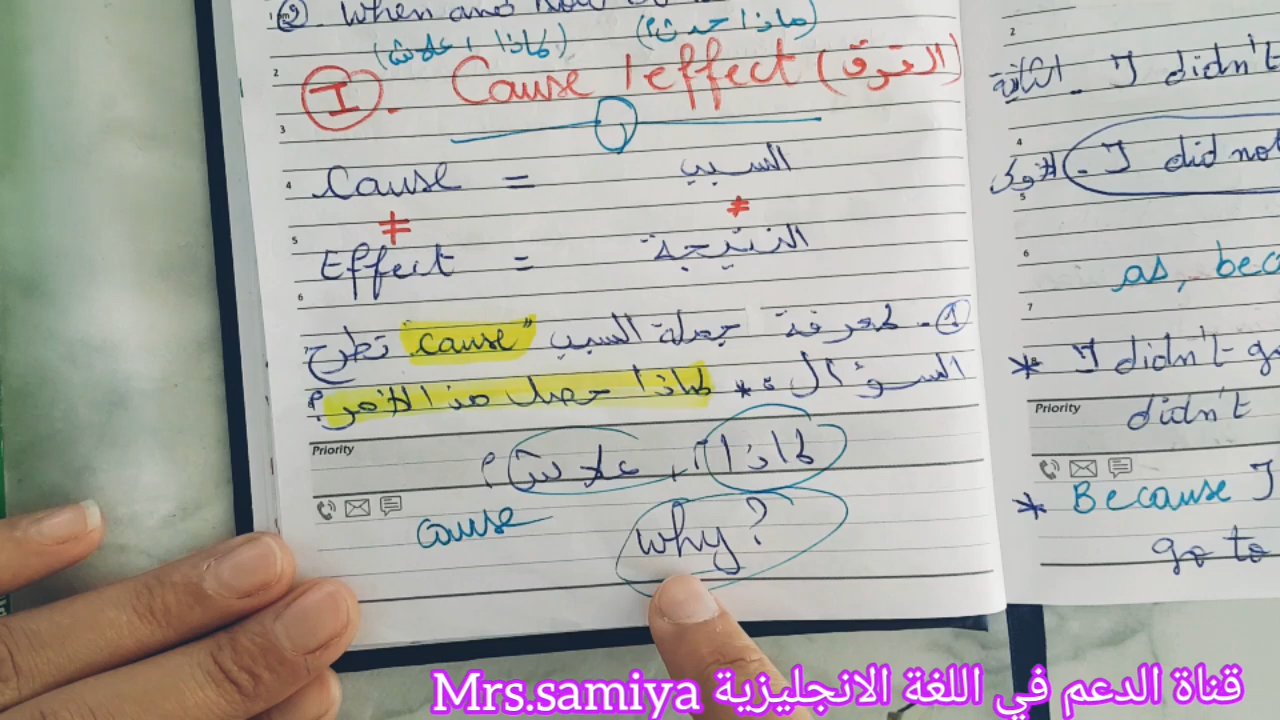 ② . When and How
(ماذا حدث؟) (لماذا / علاش)
I . Cause / effect (الفرق)
Cause = السبب
≠ ≠
Effect = النتيجة
① - لمعرفة جملة السبب "cause" تطرح
السؤال : * لماذا حصل هذا الأمر؟
Priority
لماذا؟ , علاش؟
cause why?
الثانية - I didn't
الأولى - I did not
as, bec
* I didn't g
Priority
didn't
* Because I
go to
قناة الدعم في اللغة الانجليزية Mrs.samiya